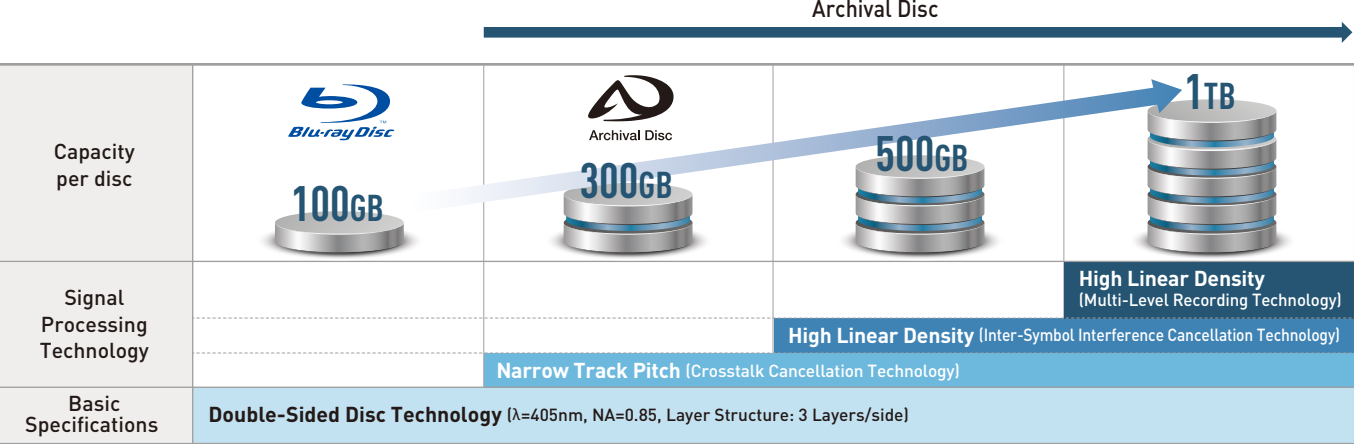 Archival Disc
Capacity
per disc
Blu-ray Disc
TM
100GB
Archival Disc
300GB
500GB
1TB
Signal
Processing
Technology
High Linear Density
(Multi-Level Recording Technology)
High Linear Density (Inter-Symbol Interference Cancellation Technology)
Narrow Track Pitch (Crosstalk Cancellation Technology)
Basic
Specifications
Double-Sided Disc Technology (λ=405nm, NA=0.85, Layer Structure: 3 Layers/side)